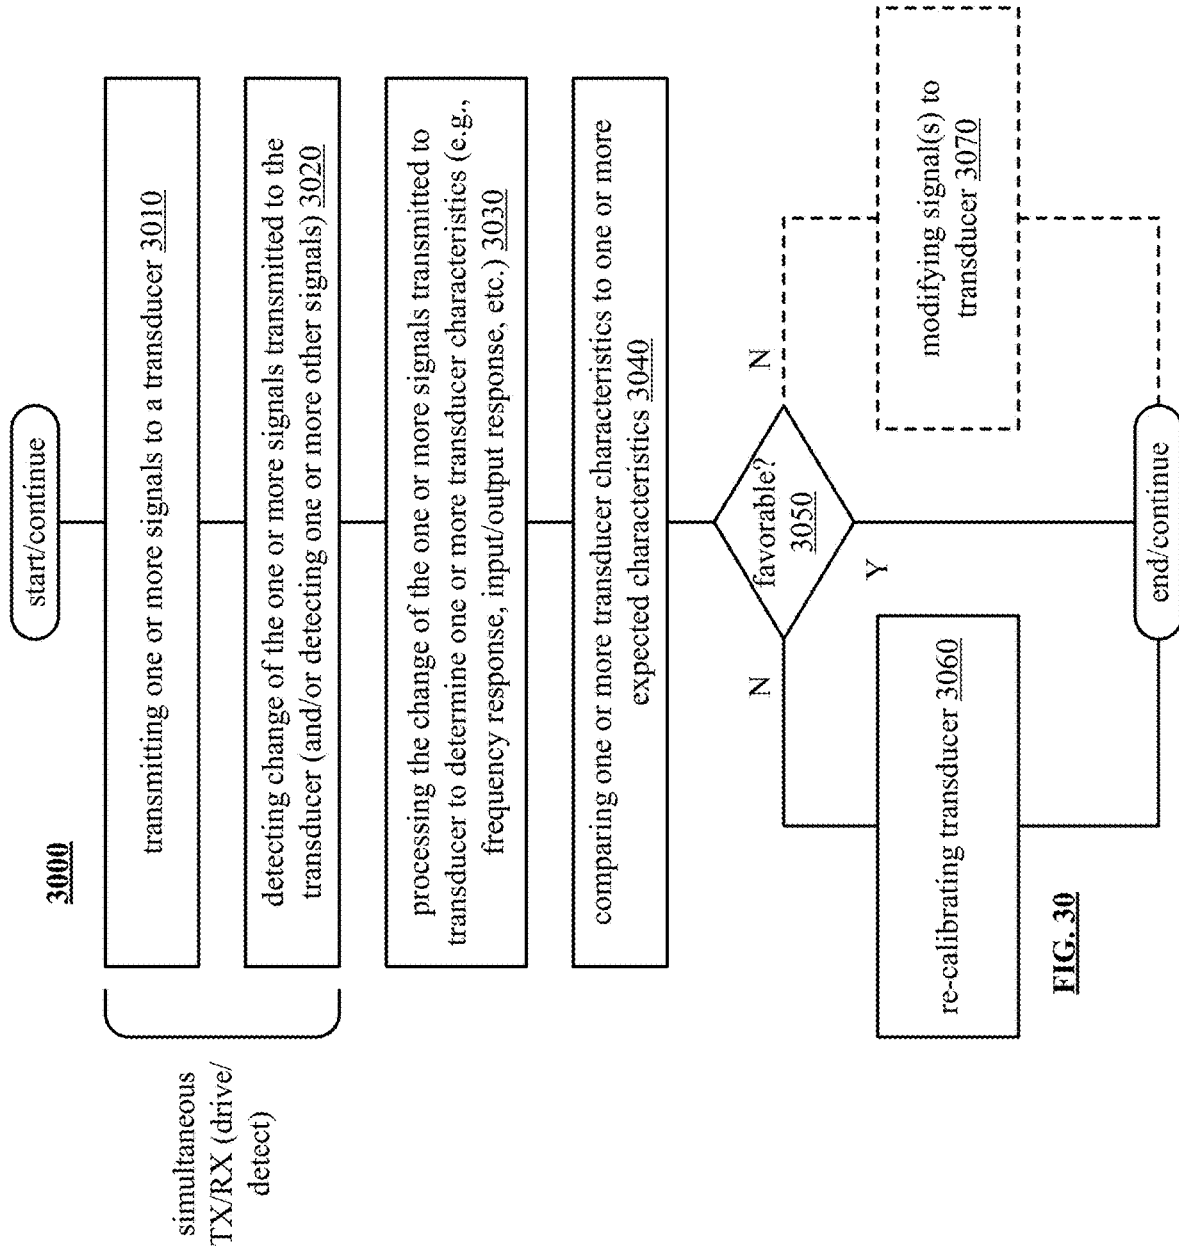 start/continue
3000
simultaneous
TX/RX (drive/
detect)
transmitting one or more signals to a transducer 3010
detecting change of the one or more signals transmitted to the
transducer (and/or detecting one or more other signals) 3020
processing the change of the one or more signals transmitted to
transducer to determine one or more transducer characteristics (e.g.,
frequency response, input/output response, etc.) 3030
comparing one or more transducer characteristics to one or more
expected characteristics 3040
favorable?
3050
N
N
Y
re-calibrating transducer 3060
modifying signal(s) to
transducer 3070
end/continue
FIG. 30